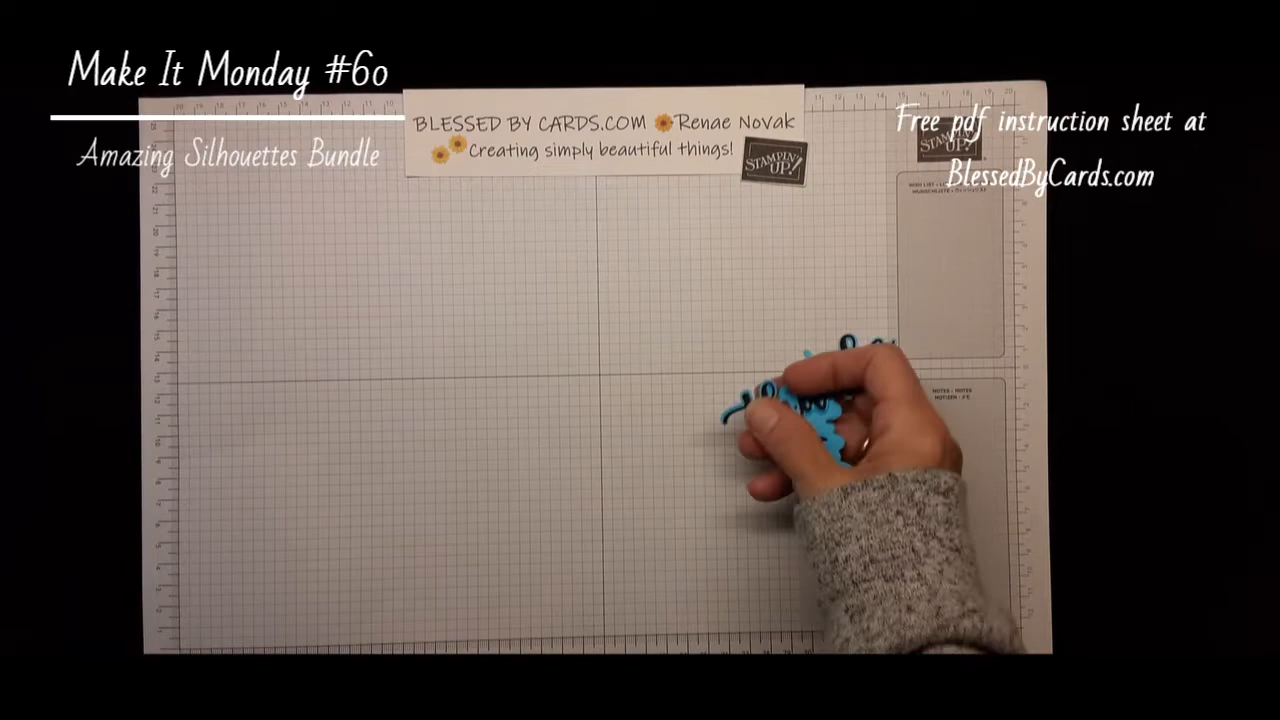 Make It Monday #60
Amazing Silhouettes Bundle
BLESSED BY CARDS.COM Renae Novak
Creating simply beautiful things!
STAMPIN' UP!
Free pdf instruction sheet at
BlessedByCards.com
STAMPIN' UP!
NOTES • NOTES